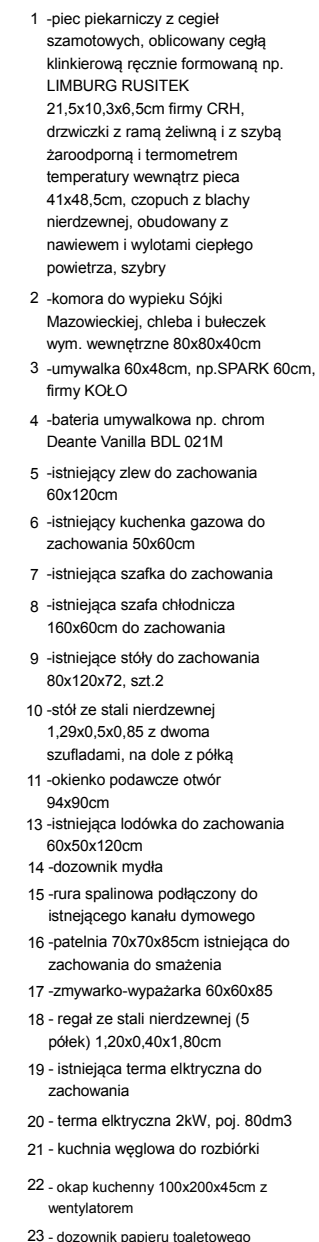 1 -piec piekarniczy z cegieł
szamotowych, oblicowany cegłą
klinkierową ręcznie formowaną np.
LIMBURG RUSITEK
21,5x10,3x6,5cm firmy CRH,
drzwiczki z ramą żeliwną i z szybą
żaroodporną i termometrem
temperatury wewnątrz pieca
41x48,5cm, czopuch z blachy
nierdzewnej, obudowany z
nawiewem i wylotami ciepłego
powietrza, szybry
2 -komora do wypieku Sójki
Mazowieckiej, chleba i bułeczek
wym. wewnętrzne 80x80x40cm
3 -umywalka 60x48cm, np.SPARK 60cm,
firmy KOŁO
4 -bateria umywalkowa np. chrom
Deante Vanilla BDL 021M
5 -istniejący zlew do zachowania
60x120cm
6 -istniejący kuchenka gazowa do
zachowania 50x60cm
7 -istniejąca szafka do zachowania
8 -istniejąca szafa chłodnicza
160x60cm do zachowania
9 -istniejące stóły do zachowania
80x120x72, szt.2
10 -stół ze stali nierdzewnej
1,29x0,5x0,85 z dwoma
szufladami, na dole z półką
11 -okienko podawcze otwór
94x90cm
13 -istniejąca lodówka do zachowania
60x50x120cm
14 -dozownik mydła
15 -rura spalinowa podłączony do
istnejącego kanału dymowego
16 -patelnia 70x70x85cm istniejąca do
zachowania do smażenia
17 -zmywarko-wypażarka 60x60x85
18 - regał ze stali nierdzewnej (5
półek) 1,20x0,40x1,80cm
19 - istniejąca terma elktryczna do
zachowania
20 - terma elktryczna 2kW, poj. 80dm3
21 - kuchnia węglowa do rozbiórki
22 - okap kuchenny 100x200x45cm z
wentylatorem
23 - dozownik papieru toaletowego